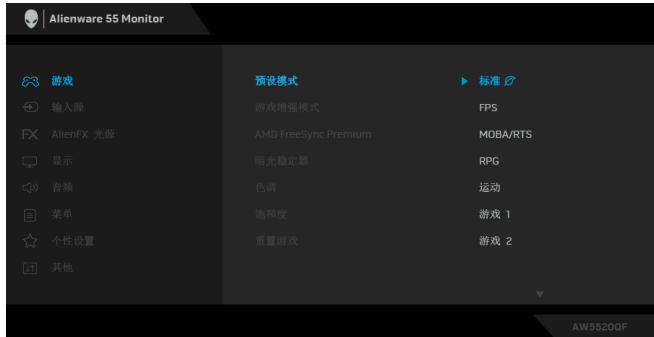 Alienware 55 Monitor
游戏 预设模式 标准
输入源 游戏增强模式 FPS
FX AlienFX 光源 AMD FreeSync Premium MOBA/RTS
显示 暗光稳定器 RPG
音频 色调 运动
菜单 饱和度 游戏 1
个性设置 重置游戏 游戏 2
其他
AW5520QF